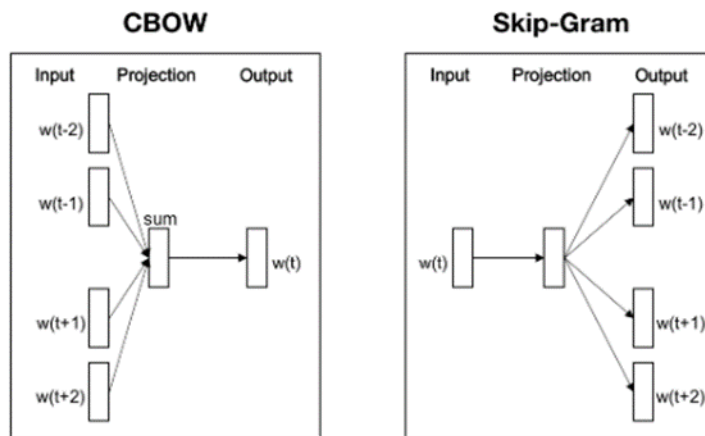 CBOW
Input Projection Output
w(t-2)
w(t-1)
sum
w(t)
w(t+1)
w(t+2)
Skip-Gram
Input Projection Output
w(t-2)
w(t-1)
w(t)
w(t+1)
w(t+2)